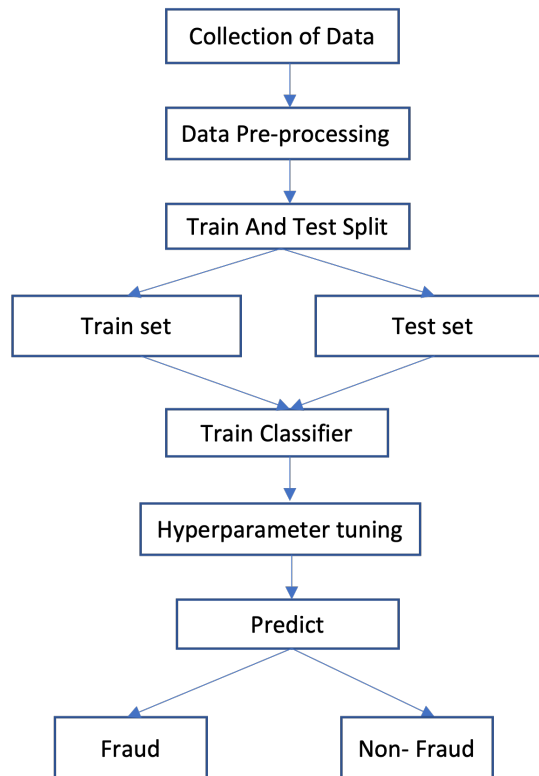 Collection of Data
Data Pre-processing
Train And Test Split
Train set
Test set
Train Classifier
Hyperparameter tuning
Predict
Fraud
Non- Fraud